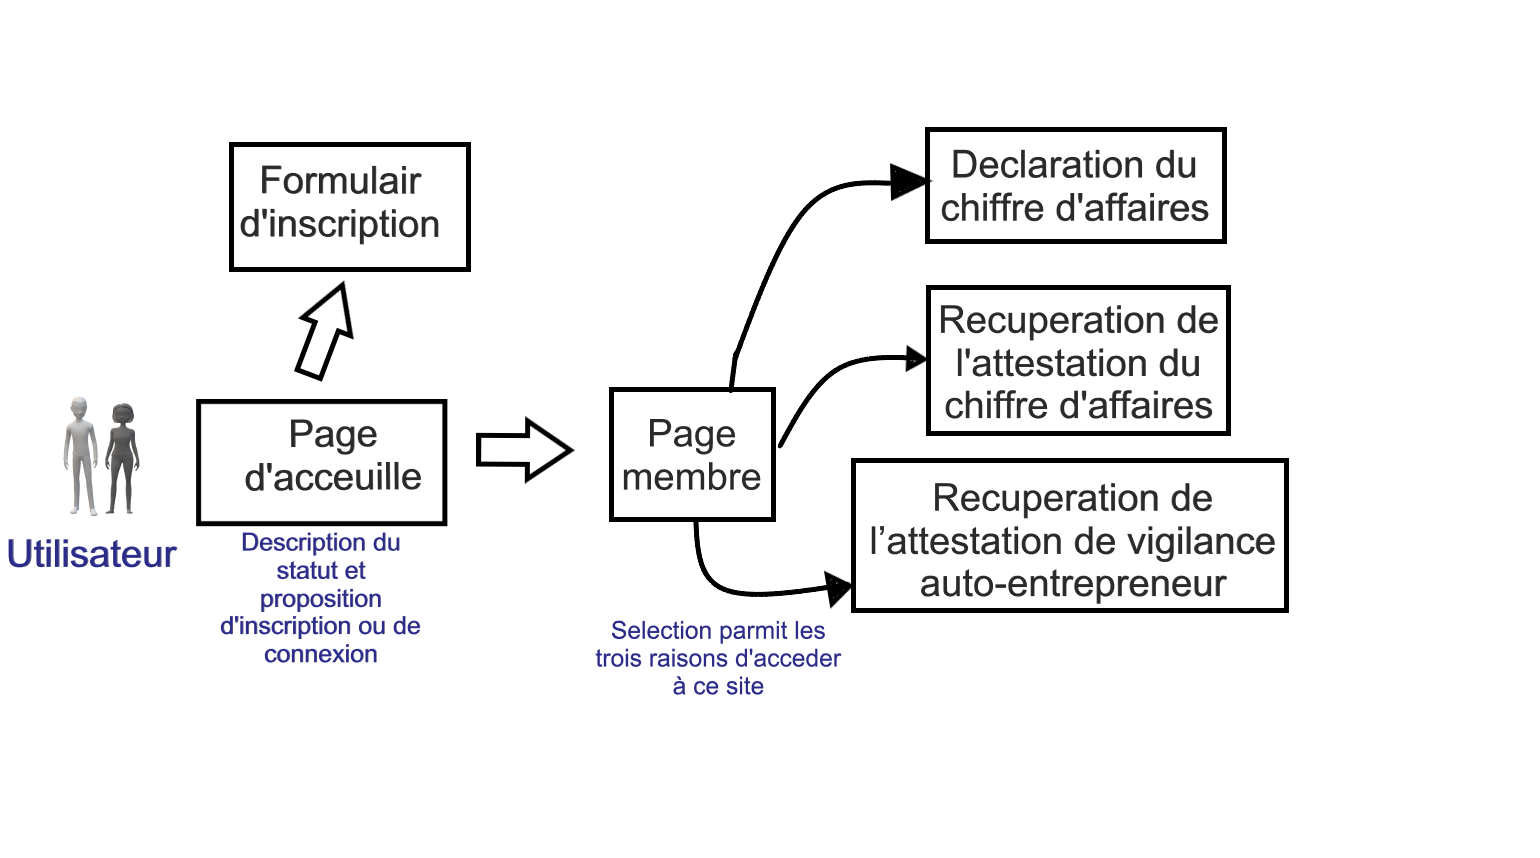 Formulair
d'inscription
Utilisateur
Page
d'acceuille
Description du
statut et
proposition
d'inscription ou de
connexion
Page
membre
Selection parmit les
trois raisons d'acceder
à ce site
Declaration du
chiffre d'affaires
Recuperation de
l'attestation du
chiffre d'affaires
Recuperation de
l’attestation de vigilance
auto-entrepreneur